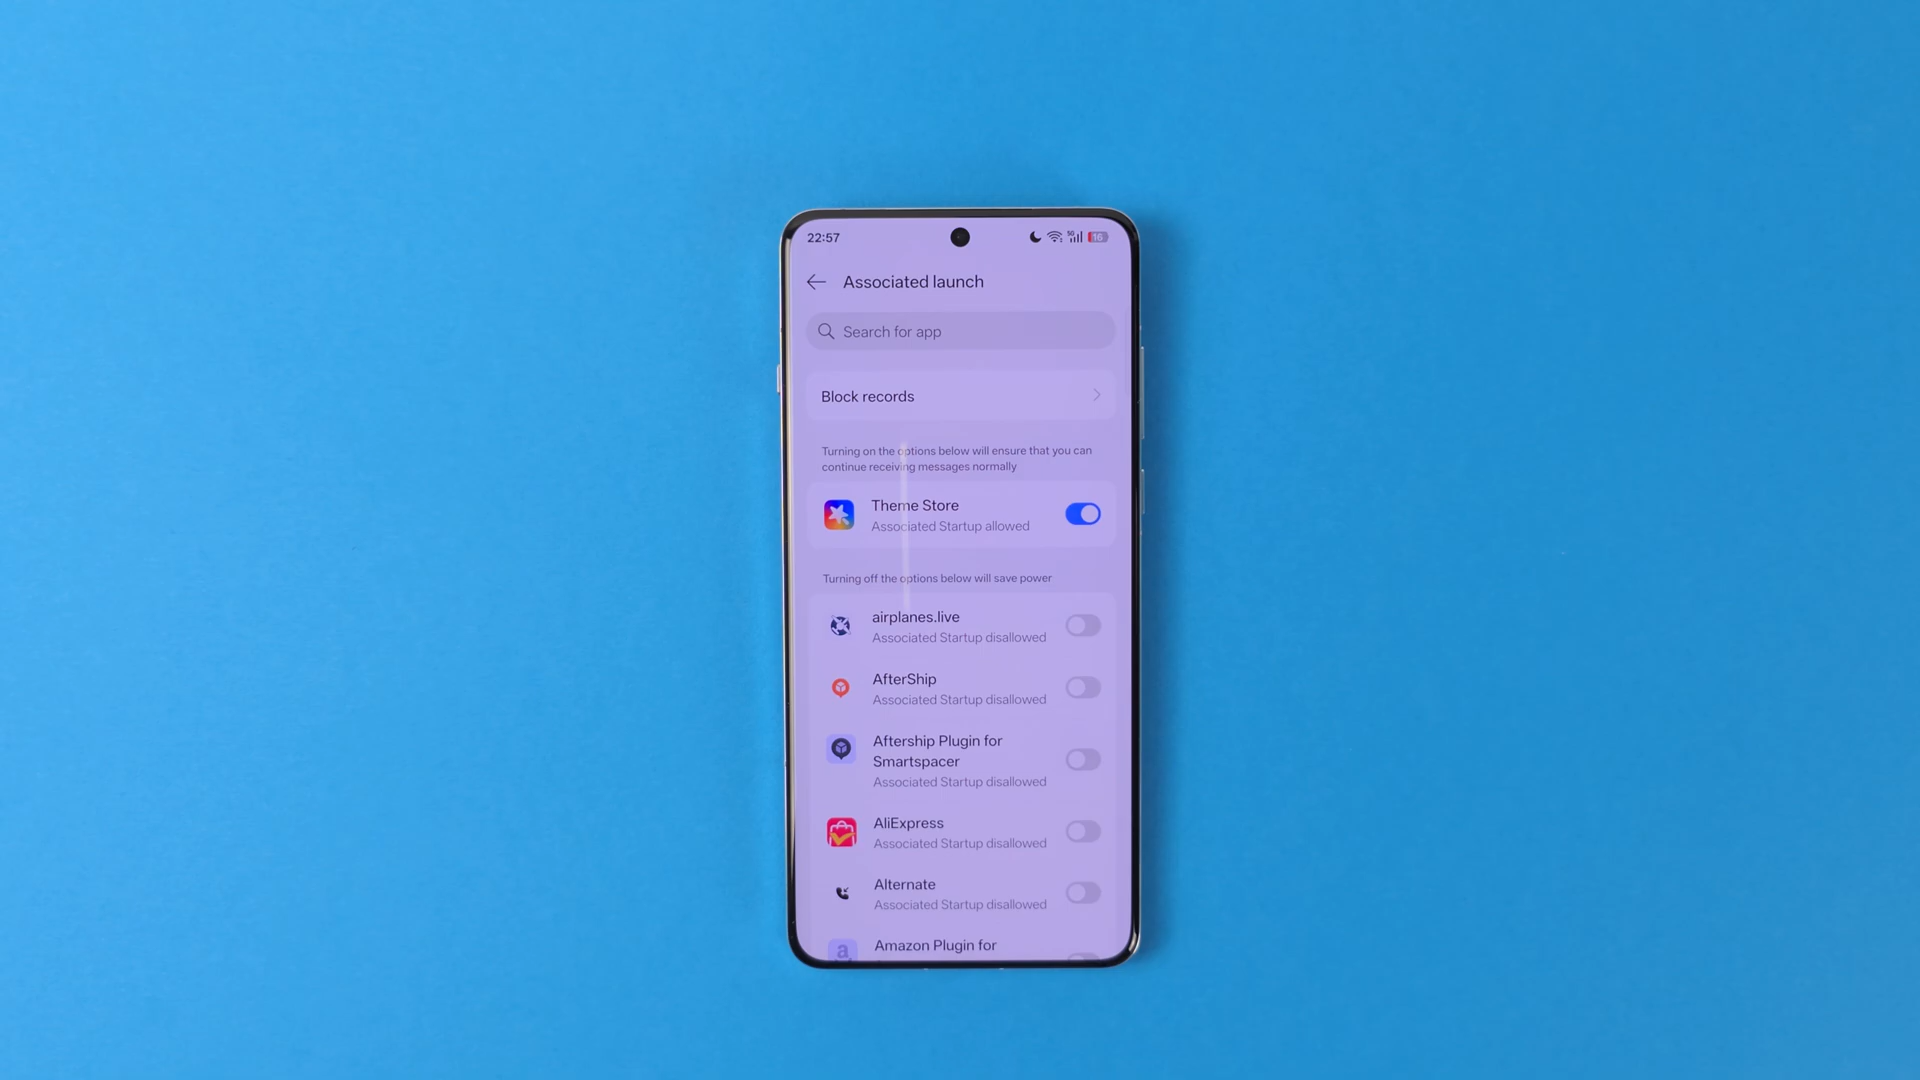 22:57
5G
16
Associated launch
Search for app
Block records
Turning on the options below will ensure that you can
continue receiving messages normally
Theme Store
Associated Startup allowed
Turning off the options below will save power
airplanes.live
Associated Startup disallowed
AfterShip
Associated Startup disallowed
Aftership Plugin for
Smartspacer
Associated Startup disallowed
AliExpress
Associated Startup disallowed
Alternate
Associated Startup disallowed
a
Amazon Plugin for